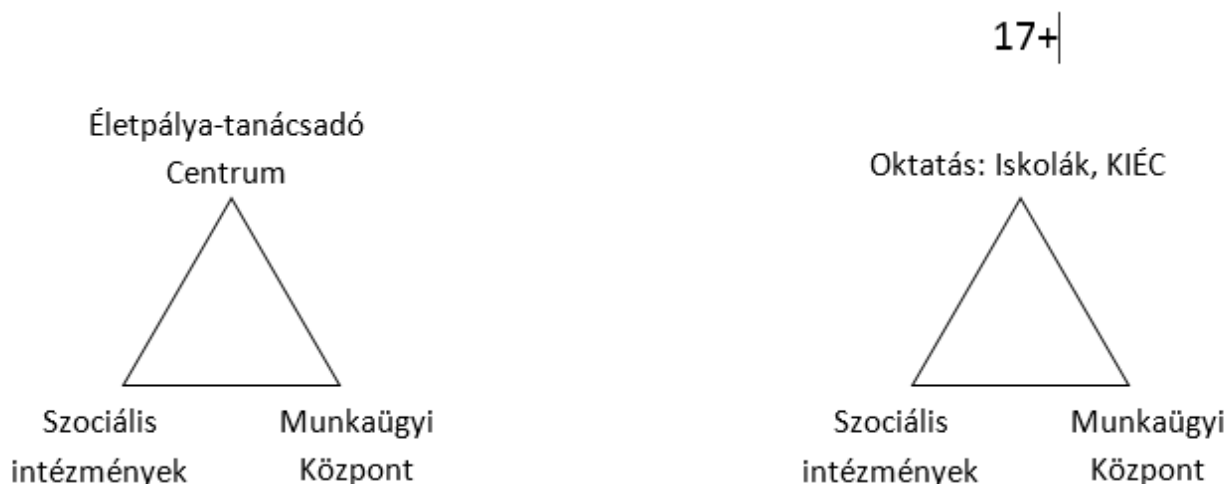 17+
Életpálya-tanácsadó
Centrum
Oktatás: Iskolák, KIÉC
Szociális
intézmények
Munkaügyi
Központ
Szociális
intézmények
Munkaügyi
Központ